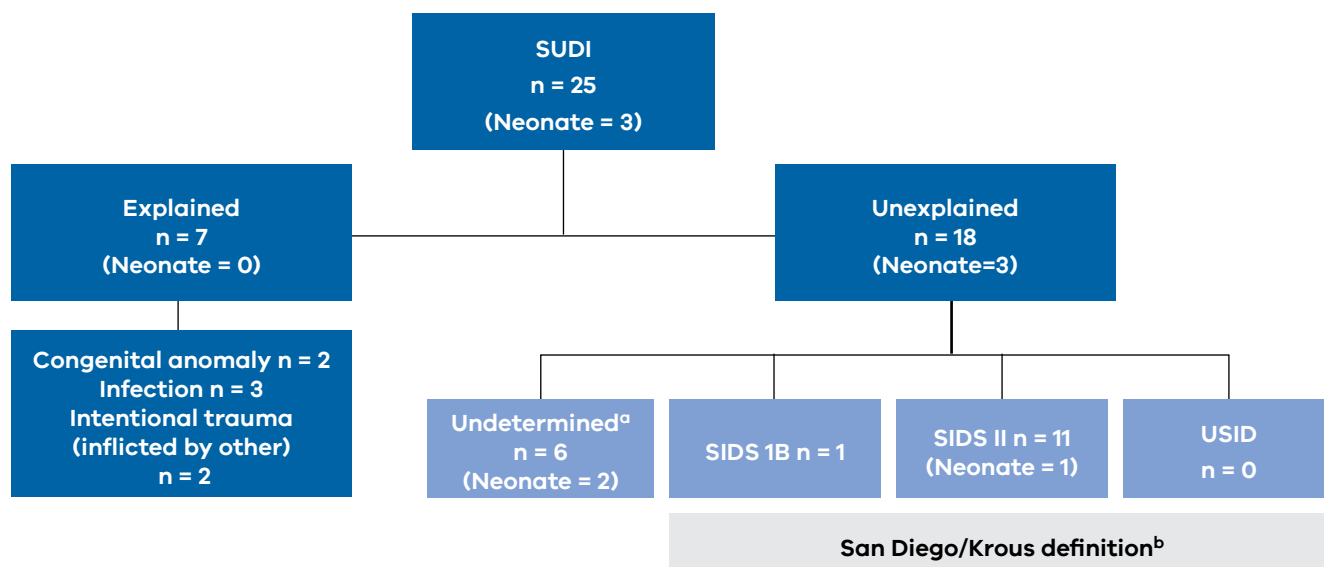 SUDI
n = 25
(Neonate = 3)
Explained
n = 7
(Neonate = 0)
Unexplained
n = 18
(Neonate=3)
Congenital anomaly n = 2
Infection n = 3
Intentional trauma
(inflicted by other)
n = 2
Undeterminedᵃ
n = 6
(Neonate = 2)
SIDS 1B n = 1
SIDS II n = 11
(Neonate = 1)
USID
n = 0
San Diego/Krous definitionᵇ